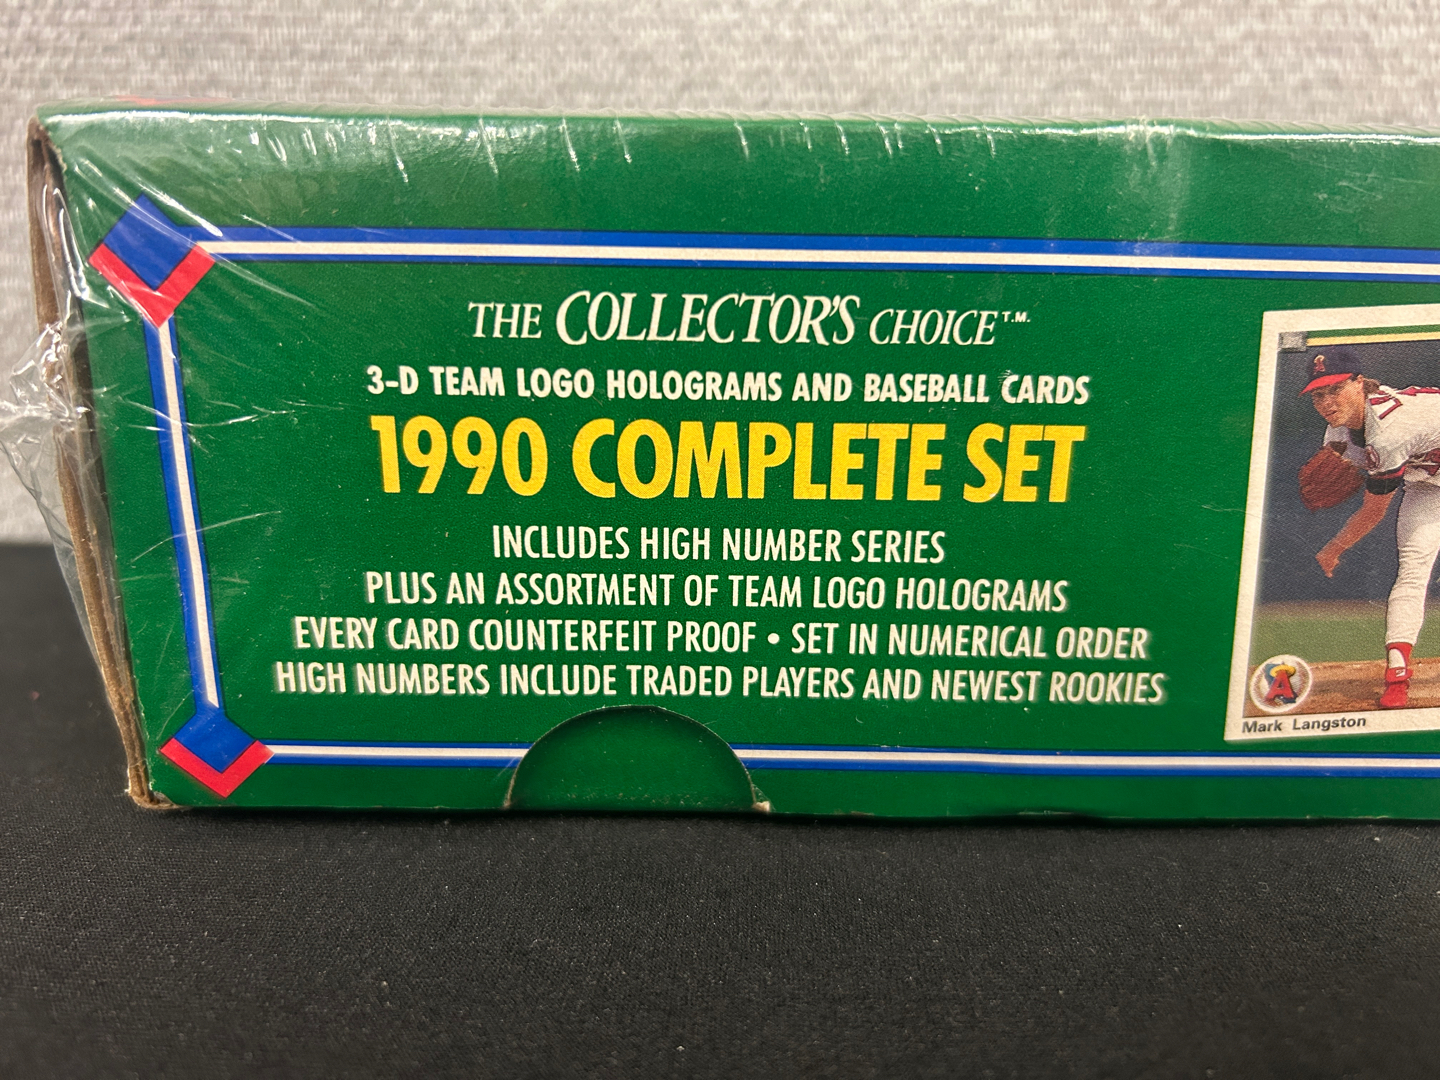 THE COLLECTOR'S CHOICE T.M.
3-D TEAM LOGO HOLOGRAMS AND BASEBALL CARDS
1990 COMPLETE SET
INCLUDES HIGH NUMBER SERIES
PLUS AN ASSORTMENT OF TEAM LOGO HOLOGRAMS
EVERY CARD COUNTERFEIT PROOF • SET IN NUMERICAL ORDER
HIGH NUMBERS INCLUDE TRADED PLAYERS AND NEWEST ROOKIES
A
Mark Langston